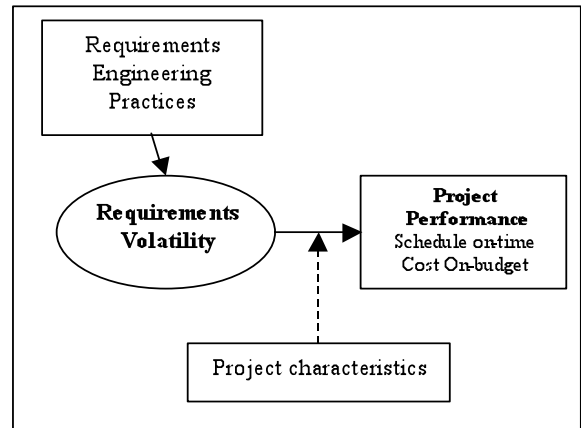 Requirements
Engineering
Practices
Requirements
Volatility
Project
Performance
Schedule on-time
Cost On-budget
Project characteristics